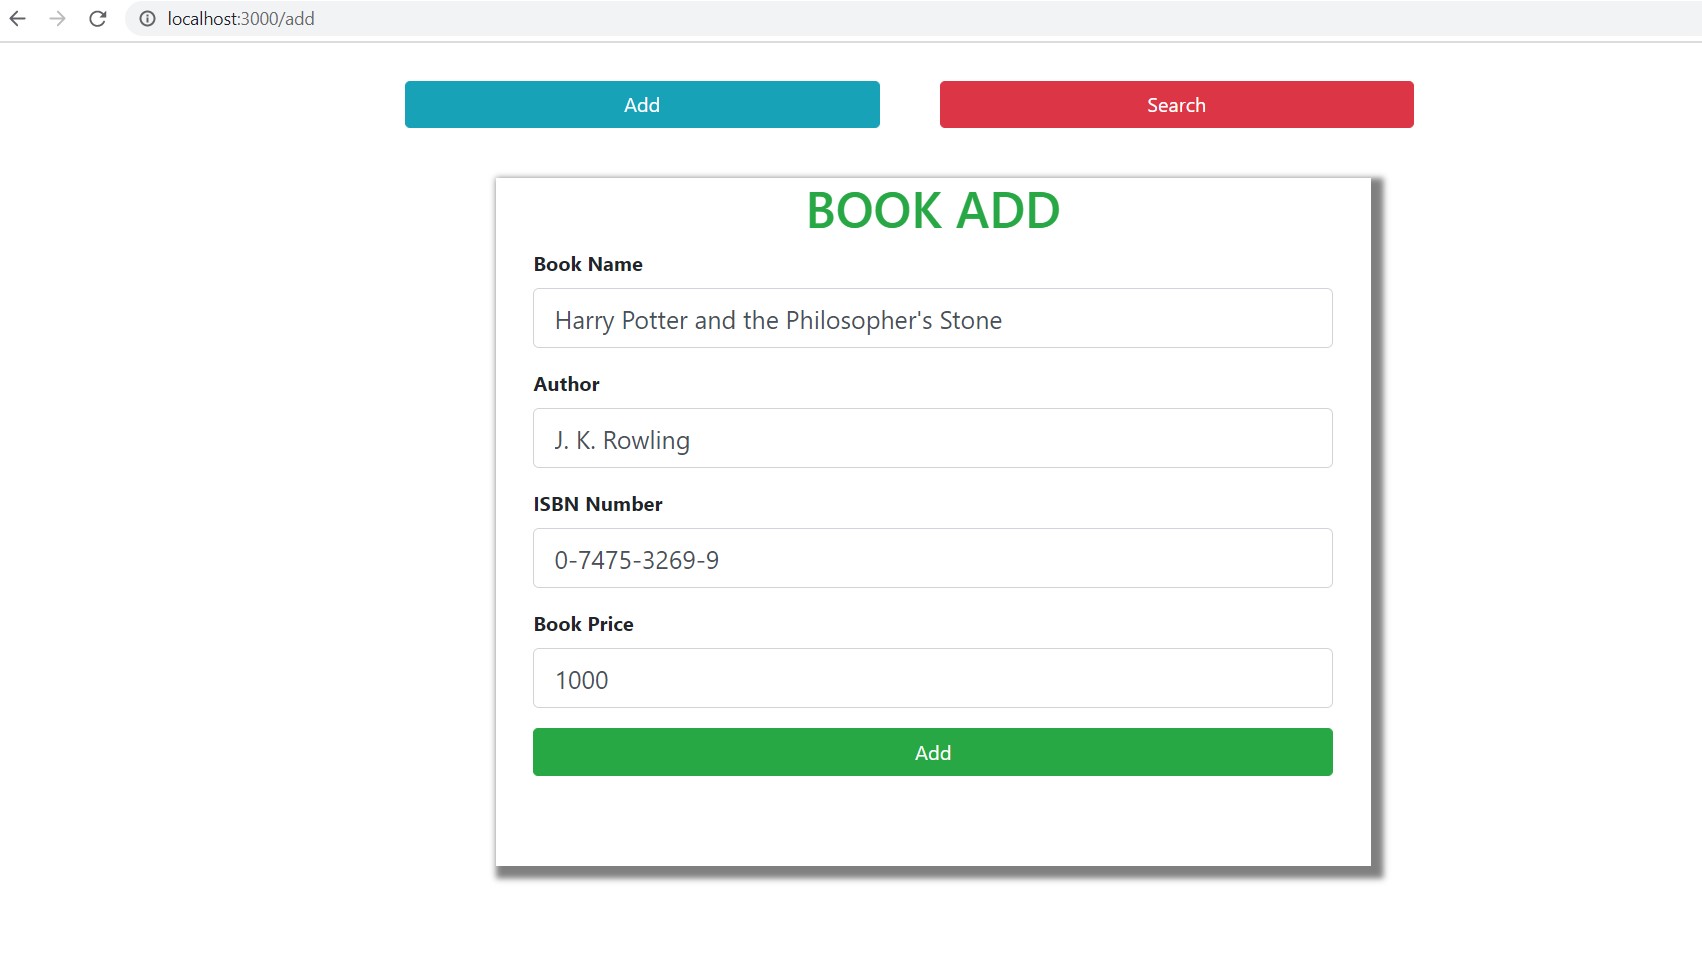 localhost:3000/add
Add Search
BOOK ADD
Book Name
Harry Potter and the Philosopher's Stone
Author
J. K. Rowling
ISBN Number
0-7475-3269-9
Book Price
1000
Add